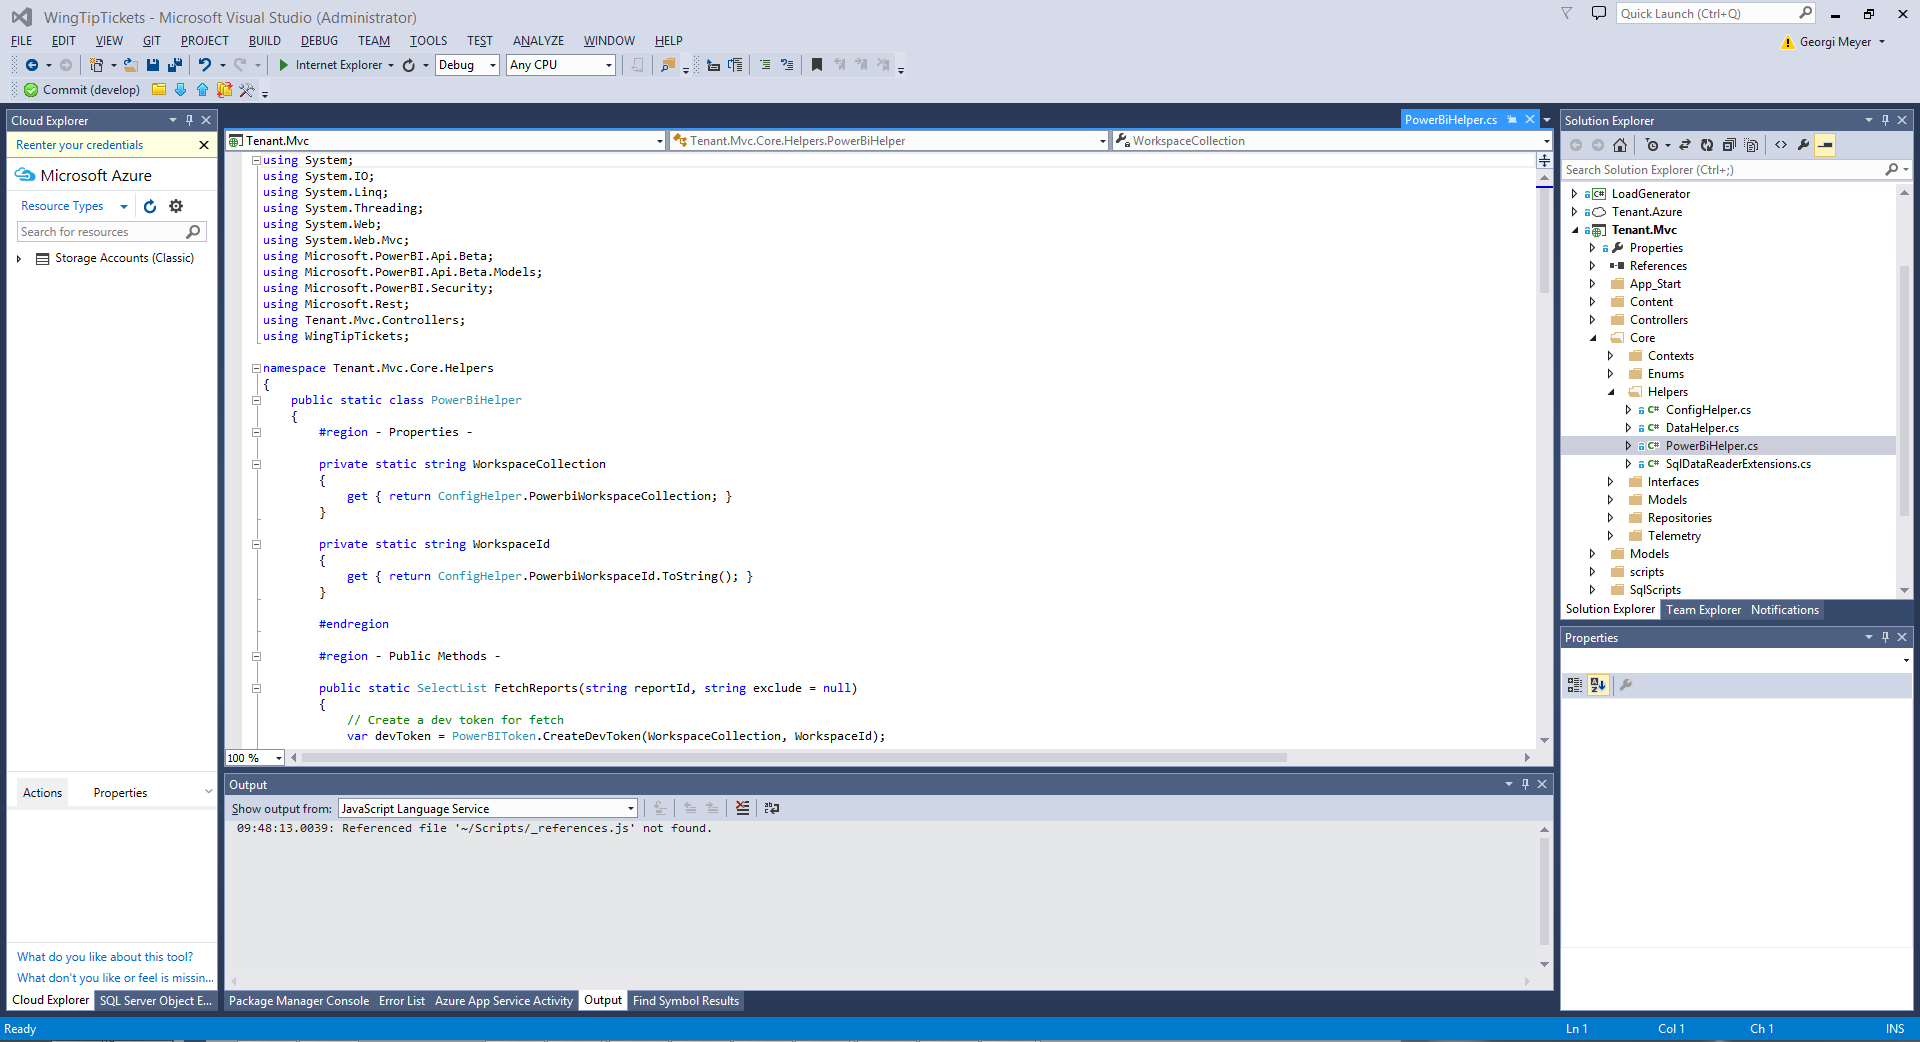 WingTipTickets - Microsoft Visual Studio (Administrator)
Quick Launch (Ctrl+Q)
FILE EDIT VIEW GIT PROJECT BUILD DEBUG TEAM TOOLS TEST ANALYZE WINDOW HELP
Georgi Meyer
Internet Explorer Debug Any CPU
Commit (develop)
Cloud Explorer
Reenter your credentials
Microsoft Azure
Resource Types
Search for resources
Storage Accounts (Classic)
Actions Properties
What do you like about this tool?
What don't you like or feel is missin...
Cloud Explorer SQL Server Object E...
PowerBiHelper.cs
Tenant.Mvc Tenant.Mvc.Core.Helpers.PowerBiHelper WorkspaceCollection
using System;
using System.IO;
using System.Linq;
using System.Threading;
using System.Web;
using System.Web.Mvc;
using Microsoft.PowerBI.Api.Beta;
using Microsoft.PowerBI.Api.Beta.Models;
using Microsoft.PowerBI.Security;
using Microsoft.Rest;
using Tenant.Mvc.Controllers;
using WingTipTickets;
namespace Tenant.Mvc.Core.Helpers
{
public static class PowerBiHelper
{
#region - Properties -
private static string WorkspaceCollection
{
get { return ConfigHelper.PowerbiWorkspaceCollection; }
}
private static string WorkspaceId
{
get { return ConfigHelper.PowerbiWorkspaceId.ToString(); }
}
#endregion
#region - Public Methods -
public static SelectList FetchReports(string reportId, string exclude = null)
{
// Create a dev token for fetch
var devToken = PowerBIToken.CreateDevToken(WorkspaceCollection, WorkspaceId);
100 %
Output
Show output from: JavaScript Language Service
09:48:13.0039: Referenced file '~/Scripts/_references.js' not found.
Package Manager Console Error List Azure App Service Activity Output Find Symbol Results
Solution Explorer
Search Solution Explorer (Ctrl+;)
LoadGenerator
Tenant.Azure
Tenant.Mvc
Properties
References
App_Start
Content
Controllers
Core
Contexts
Enums
Helpers
C# ConfigHelper.cs
C# DataHelper.cs
C# PowerBiHelper.cs
C# SqlDataReaderExtensions.cs
Interfaces
Models
Repositories
Telemetry
Models
scripts
SqlScripts
Solution Explorer Team Explorer Notifications
Properties
Ready Ln 1 Col 1 Ch 1 INS